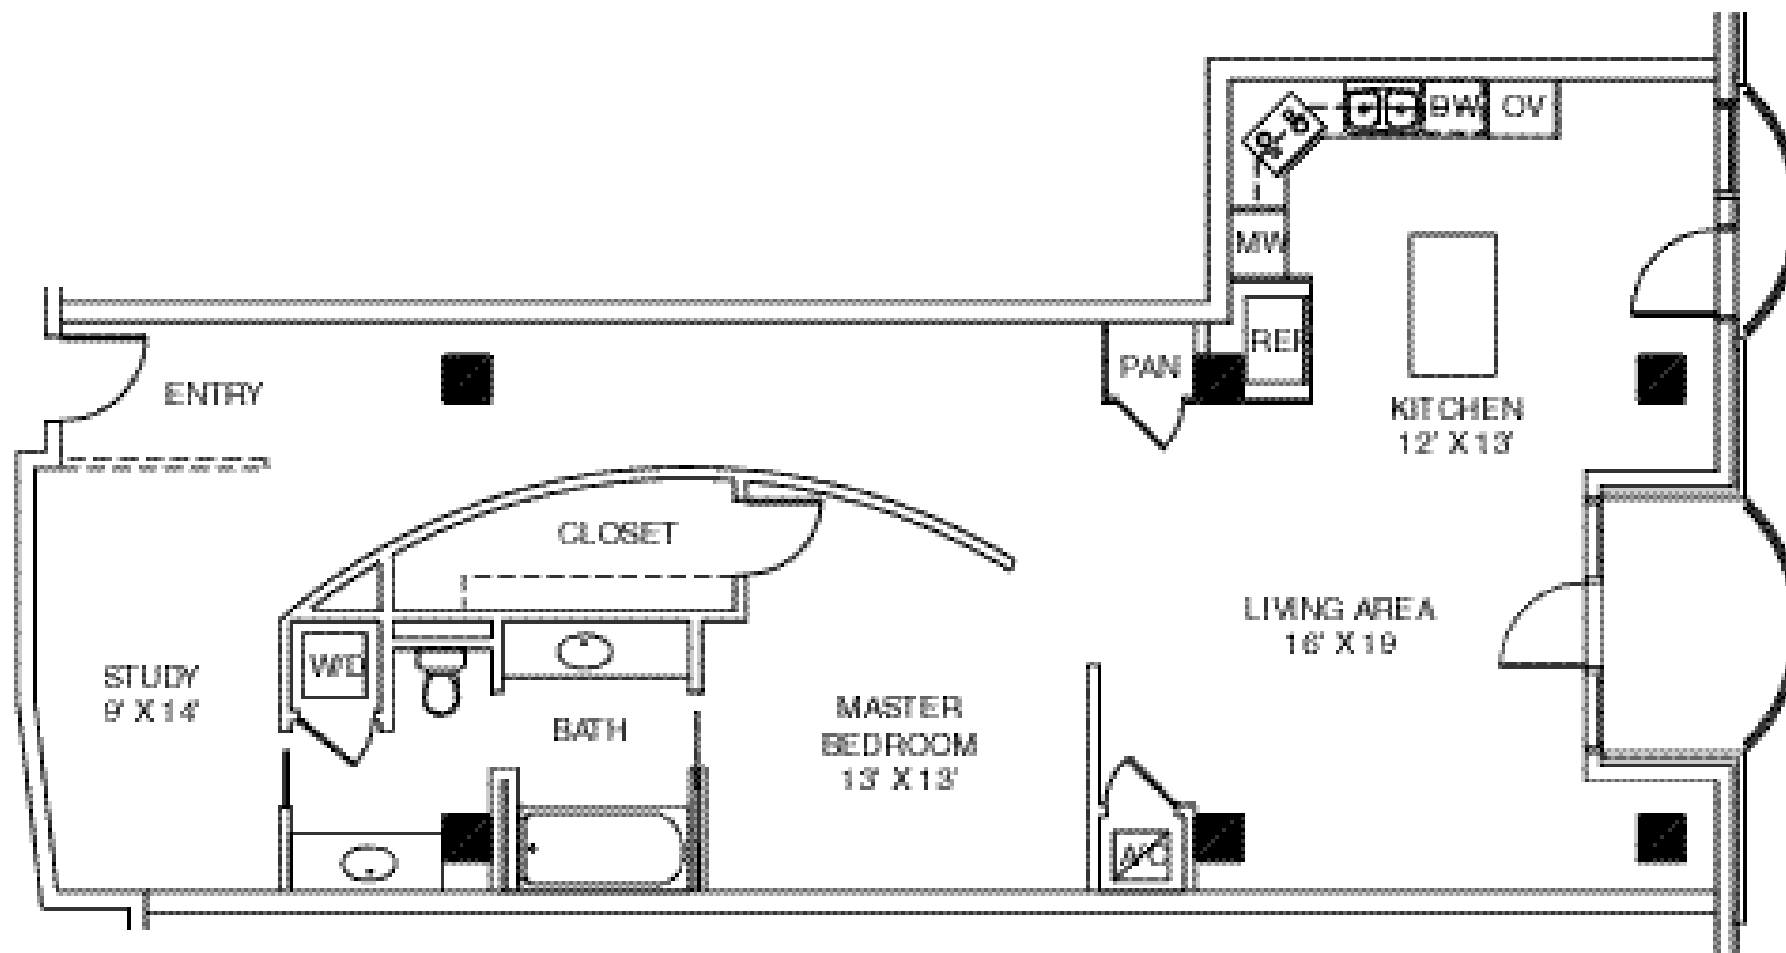 DW
OV
MW
REF
PAN
ENTRY
KITCHEN
12' X 13'
CLOSET
LIVING AREA
16' X 19
W/D
STUDY
9' X 14'
BATH
MASTER
BEDROOM
13' X 13'
A/C